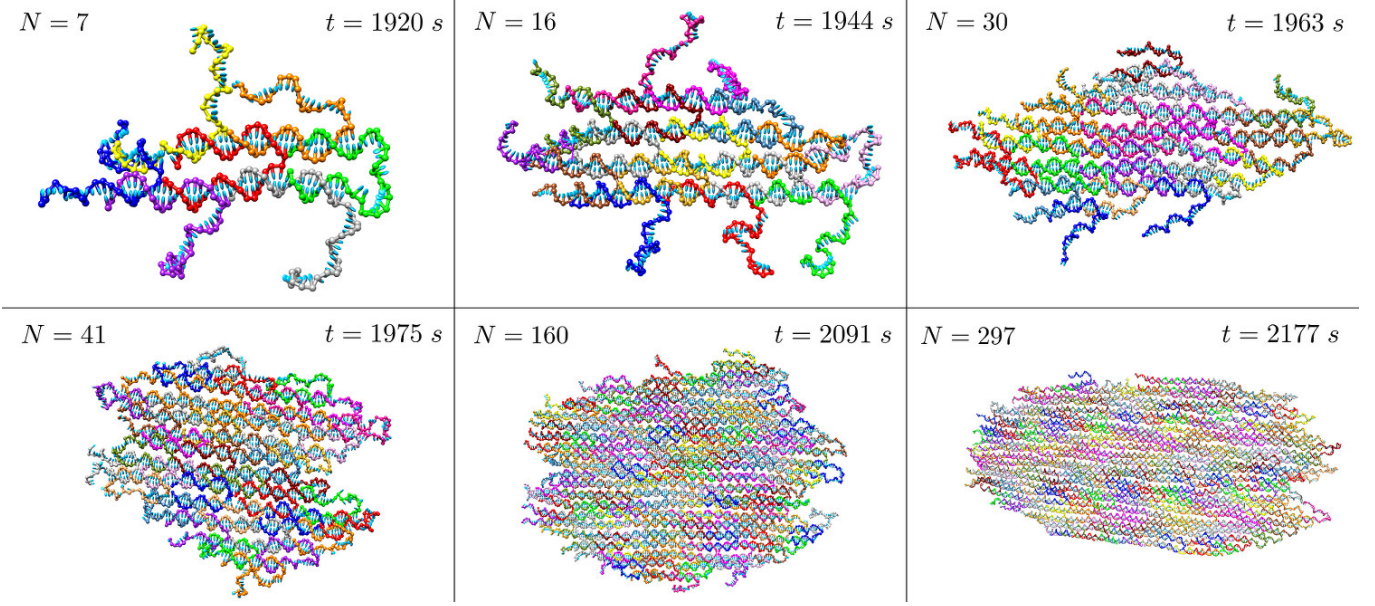 N = 7 t = 1920 s
N = 16 t = 1944 s
N = 30 t = 1963 s
N = 41 t = 1975 s
N = 160 t = 2091 s
N = 297 t = 2177 s